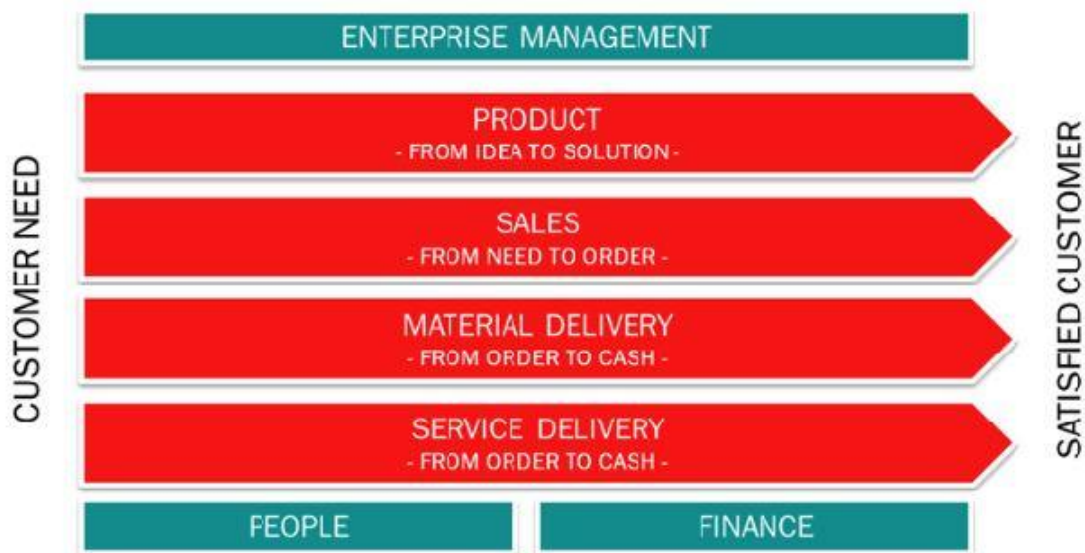 ENTERPRISE MANAGEMENT
CUSTOMER NEED
PRODUCT
- FROM IDEA TO SOLUTION -
SALES
- FROM NEED TO ORDER -
MATERIAL DELIVERY
- FROM ORDER TO CASH -
SERVICE DELIVERY
- FROM ORDER TO CASH -
SATISFIED CUSTOMER
PEOPLE
FINANCE